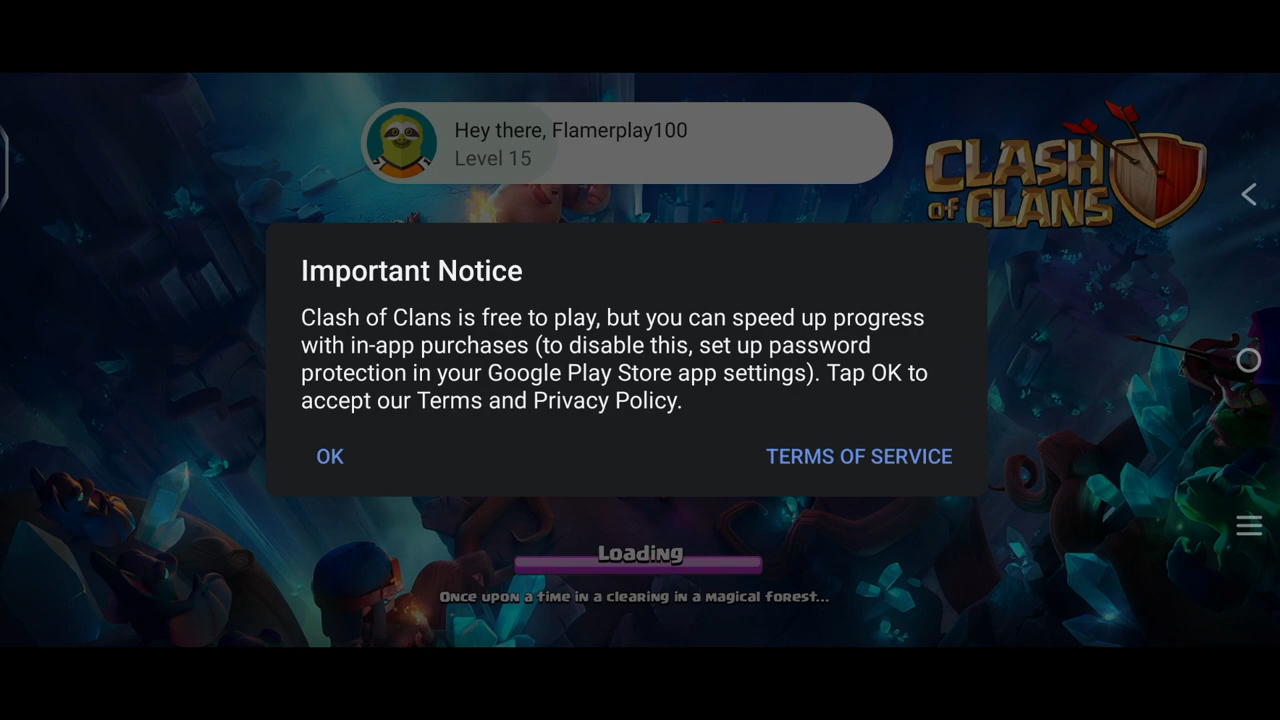 Hey there, Flamerplay100
Level 15
CLASH
OF CLANS
Important Notice
Clash of Clans is free to play, but you can speed up progress
with in-app purchases (to disable this, set up password
protection in your Google Play Store app settings). Tap OK to
accept our Terms and Privacy Policy.
OK
TERMS OF SERVICE
Loading
Once upon a time in a clearing in a magical forest...